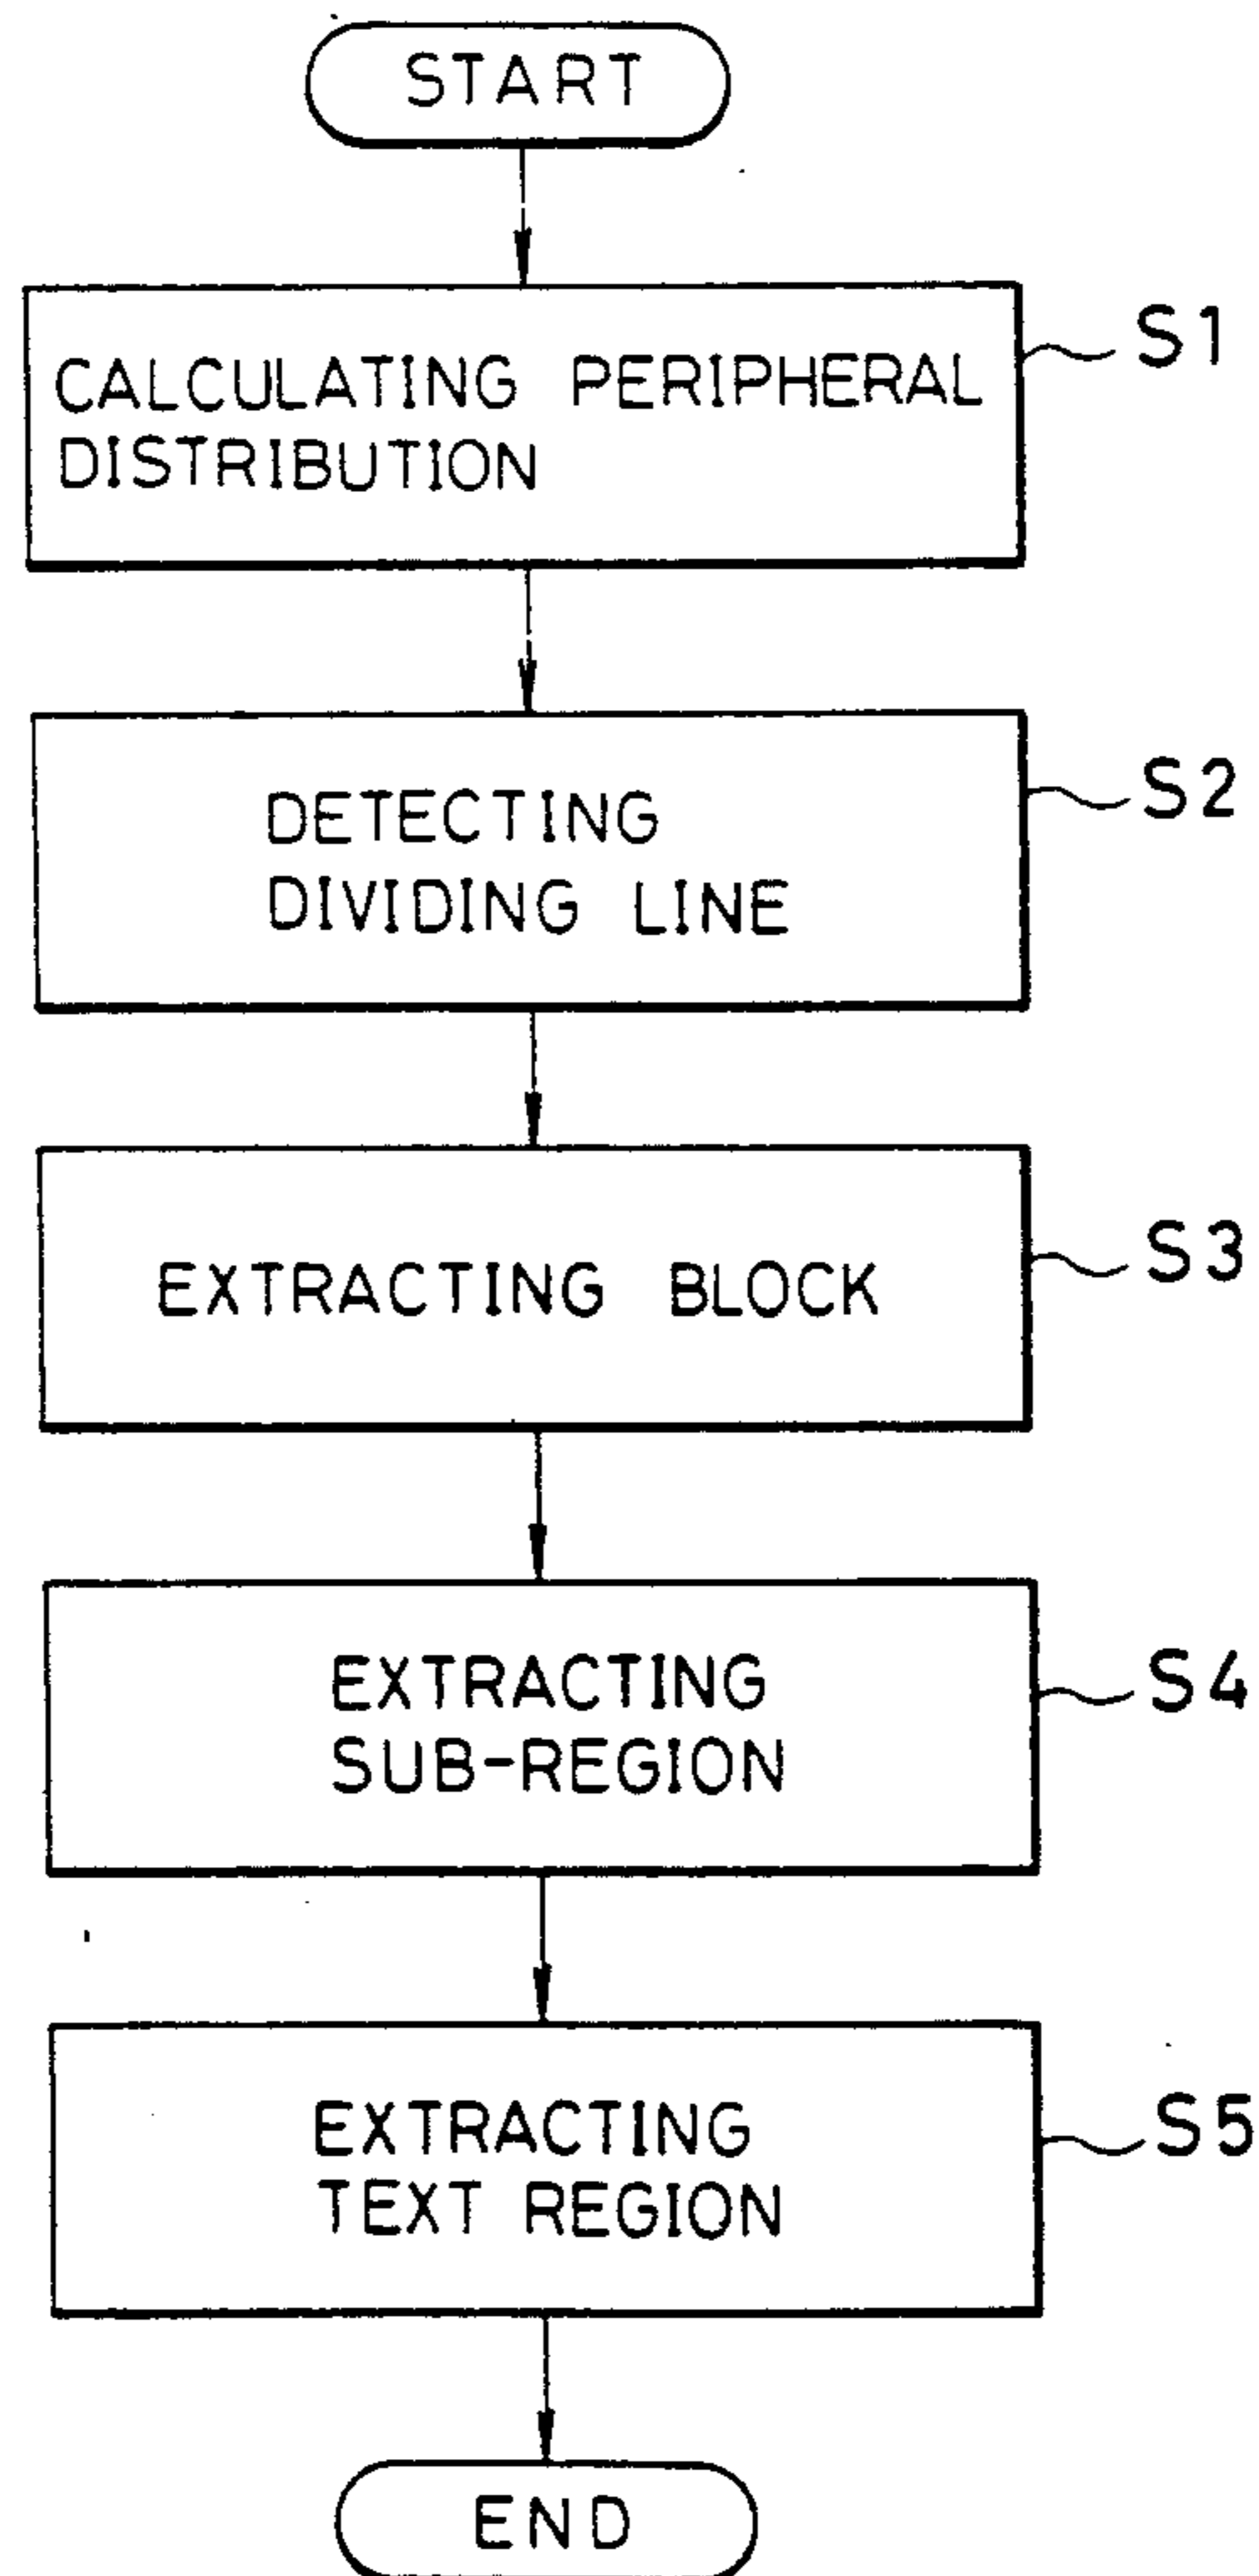 START
CALCULATING PERIPHERAL
DISTRIBUTION
S1
DETECTING
DIVIDING LINE
S2
EXTRACTING BLOCK
S3
EXTRACTING
SUB-REGION
S4
EXTRACTING
TEXT REGION
S5
END